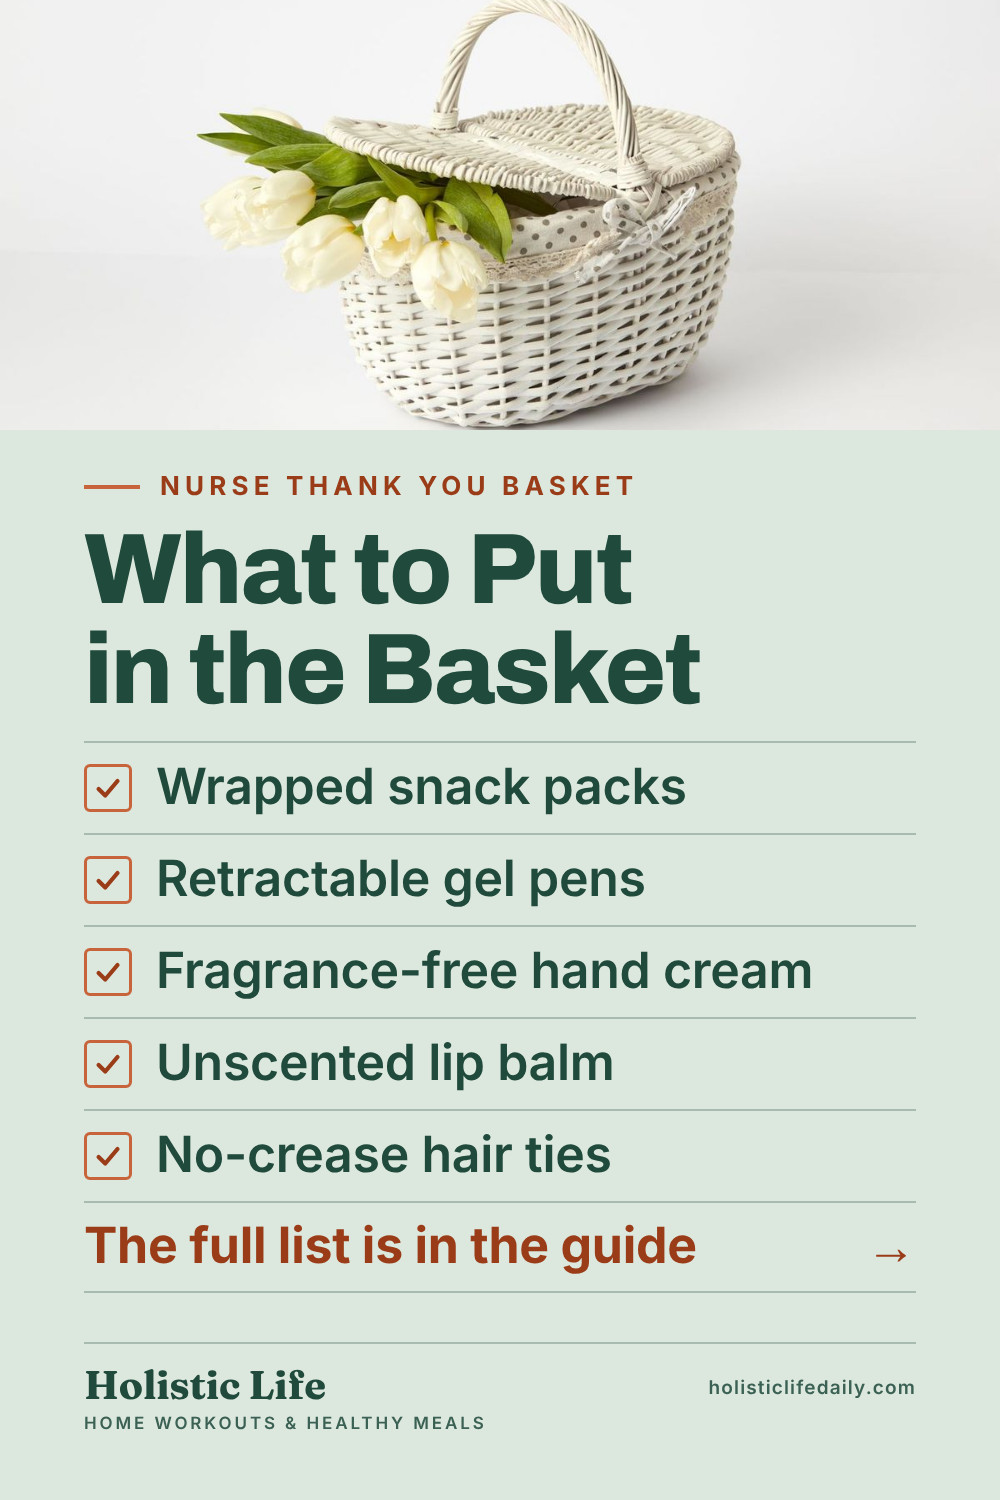 NURSE THANK YOU BASKET
What to Put
in the Basket
Wrapped snack packs
Retractable gel pens
Fragrance-free hand cream
Unscented lip balm
No-crease hair ties
The full list is in the guide →
Holistic Life
holisticlifedaily.com
HOME WORKOUTS & HEALTHY MEALS